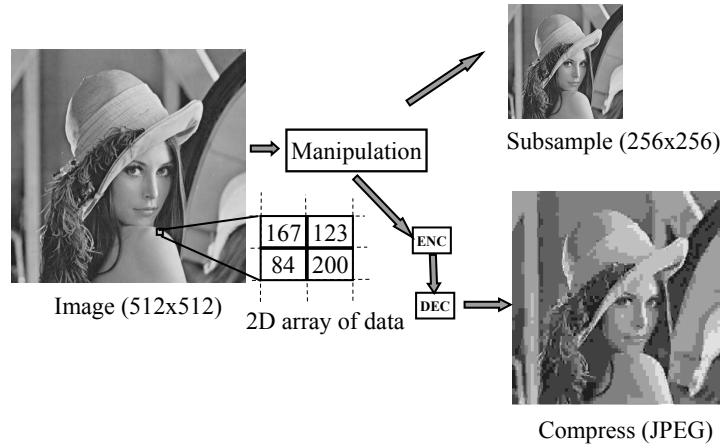 Subsample (256x256)
Manipulation
167 123
84 200
ENC
DEC
Image (512x512)
2D array of data
Compress (JPEG)